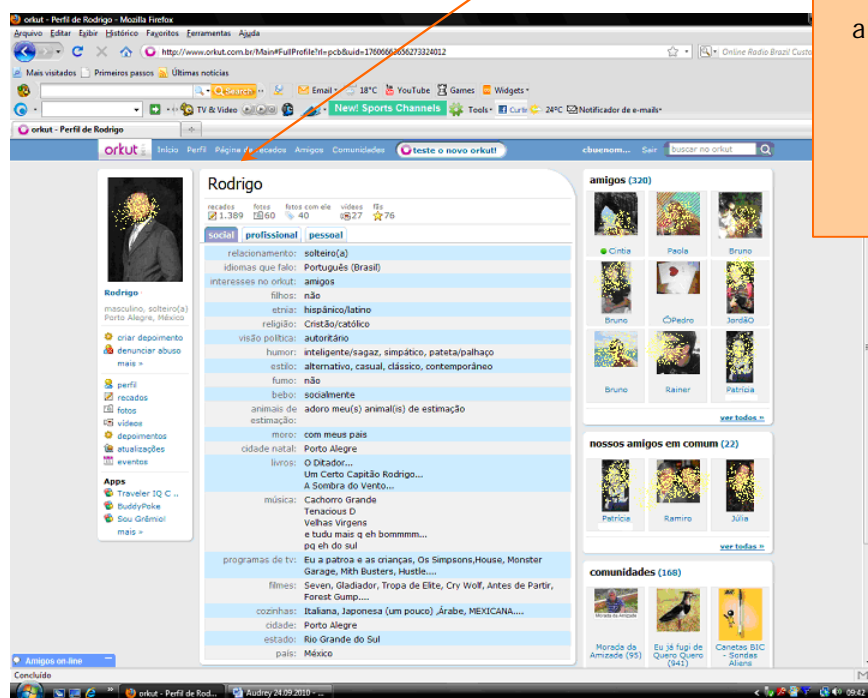 orkut - Perfil de Rodrigo - Mozilla Firefox
Arquivo Editar Exibir Histórico Favoritos Ferramentas Ajuda
http://www.orkut.com.br/Main#FullProfile?rl=pcb&uid=17606663656273324012
Online Radio Brazil Custo
Mais visitados Primeiros passos Últimas notícias
Search Email 18°C YouTube Games Widgets
TV & Video New! Sports Channels Tools Curtir 24°C Notificador de e-mails
orkut - Perfil de Rodrigo
orkut Início Perfil Página de recados Amigos Comunidades teste o novo orkut! cbuenom... Sair buscar no orkut
a
Rodrigo
masculino, solteiro(a)
Porto Alegre, México
criar depoimento
denunciar abuso
mais »
perfil
recados
fotos
vídeos
depoimentos
atualizações
eventos
Apps
Traveler IQ C ..
BuddyPoke
Sou Grêmio!
mais »
Rodrigo
recados fotos fotos com ele vídeos fãs
1.389 60 40 27 76
social profissional pessoal
relacionamento: solteiro(a)
idiomas que falo: Português (Brasil)
interesses no orkut: amigos
filhos: não
etnia: hispânico/latino
religião: Cristão/católico
visão política: autoritário
humor: inteligente/sagaz, simpático, pateta/palhaço
estilo: alternativo, casual, clássico, contemporâneo
fumo: não
bebo: socialmente
animais de estimação: adoro meu(s) animal(is) de estimação
moro: com meus pais
cidade natal: Porto Alegre
livros: O Ditador...
Um Certo Capitão Rodrigo...
A Sombra do Vento...
música: Cachorro Grande
Tenacious D
Velhas Virgens
e tudu mais q eh bommmm...
pq eh do sul
programas de tv: Eu a patroa e as crianças, Os Simpsons,House, Monster
Garage, Mith Busters, Hustle....
filmes: Seven, Gladiador, Tropa de Elite, Cry Wolf, Antes de Partir,
Forest Gump....
cozinhas: Italiana, Japonesa (um pouco) ,Árabe, MEXICANA....
cidade: Porto Alegre
estado: Rio Grande do Sul
país: México
amigos (320)
Cintia Paola Bruno
Bruno ÔPedro JordãO
Bruno Rainer Patrícia
ver todos »
nossos amigos em comum (22)
Patrícia Ramiro Júlia
ver todas »
comunidades (168)
Morada da Amizade
Morada da Amizade (95)
Eu já fugi de Quero Quero (941)
Canetas BIC - Sondas Aliens
Amigos on-line
Concluído
orkut - Perfil de Rod... Audrey 24.09.2010 - ... 09:42